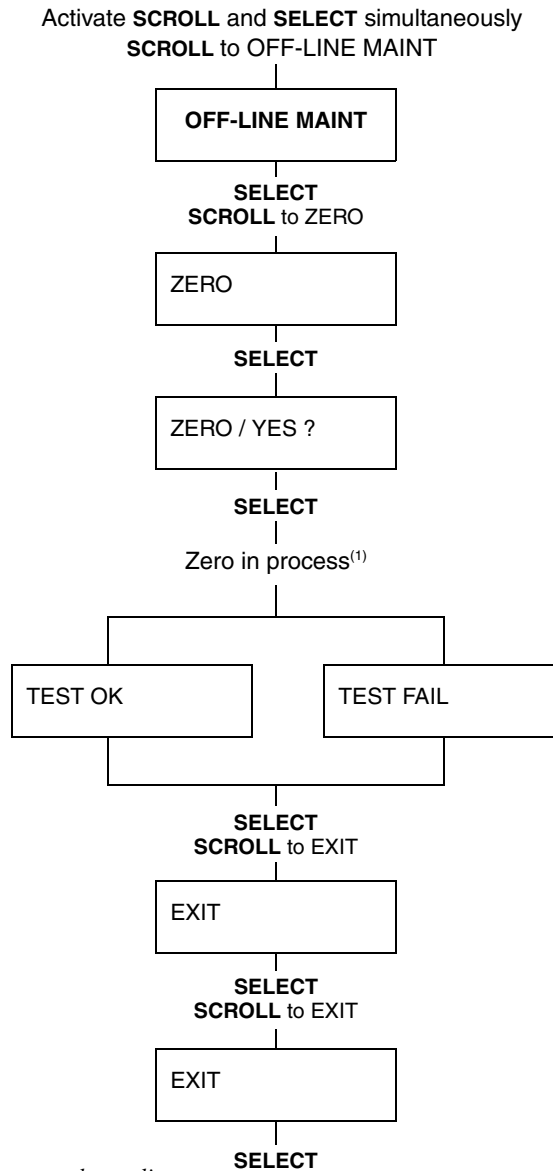 Activate SCROLL and SELECT simultaneously
SCROLL to OFF-LINE MAINT
OFF-LINE MAINT
SELECT
SCROLL to ZERO
ZERO
SELECT
ZERO / YES ?
SELECT
Zero in process(1)
TEST OK
TEST FAIL
SELECT
SCROLL to EXIT
EXIT
SELECT
SCROLL to EXIT
EXIT
SELECT